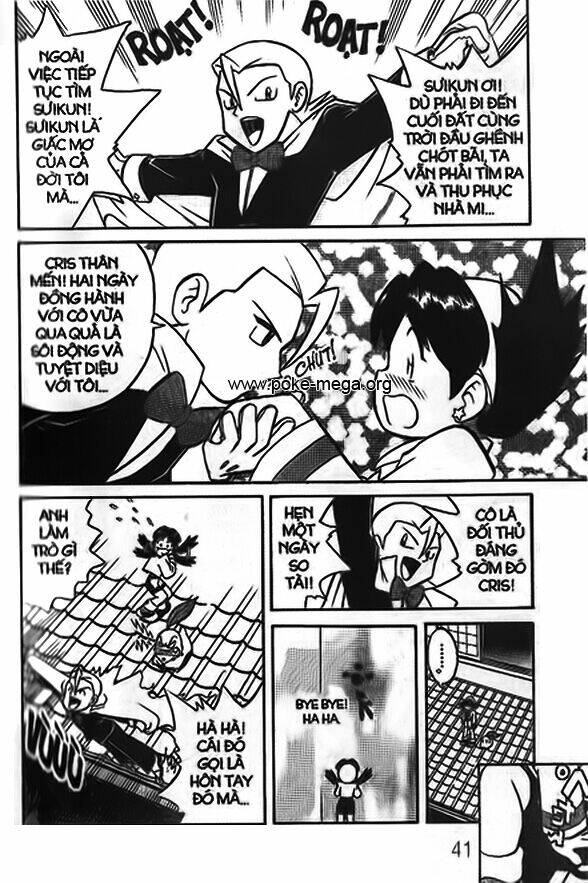 ROẠT!
ROẠT!
SƯIKUN ƠI!
DÙ PHẢI ĐI ĐẾN
CUỐI ĐẤT CÙNG
TRỜI ĐẦU GHỀNH
CHÓT BÃI, TA
VẪN PHẢI TÌM RA
VÀ THU PHỤC
NHÀ MI...
NGOÀI
VIỆC TIẾP
TỤC TÌM
SƯIKUN!
SƯIKUN LÀ
GIẤC MƠ
CỦA CẢ
ĐỜI TÔI
MÀ...
CRIS THÂN
MẾN! HAI NGÀY
ĐỒNG HÀNH
VỚI CÔ VỪA
QUA QUẢ LÀ
SÔI ĐỘNG VÀ
TUYỆT DIỆU
VỚI TÔI...
CHỤT!
www.poke-mega.org
CÔ LÀ
ĐỐI THỦ
ĐÁNG
GỜM ĐÓ
CRIS!
HẸN
MỘT
NGÀY
SO
TÀI!
ANH
LÀM
TRÒ GÌ
THẾ?
HÀ HÀ!
CÁI ĐÓ
GỌI LÀ
HÔN TAY
ĐÓ MÀ...
VÙÙÙ
BYE BYE!
HA HA.
......
41